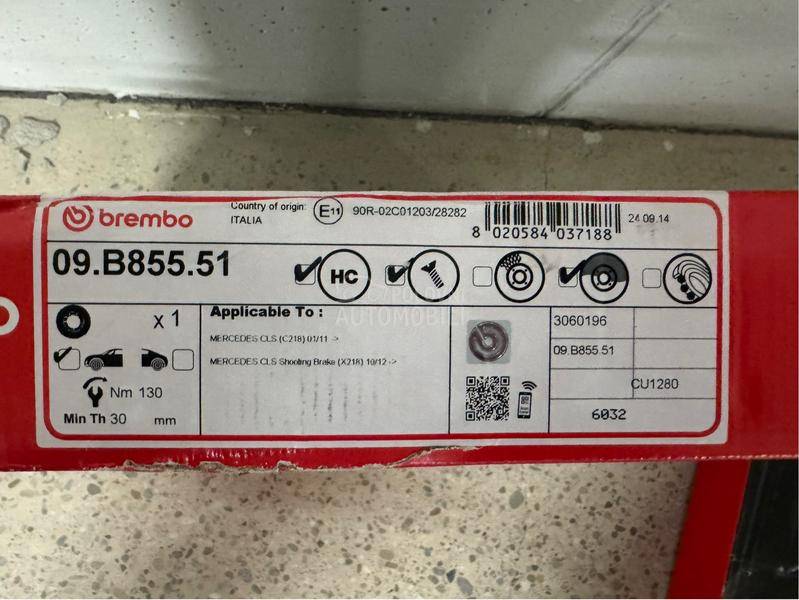 brembo
Country of origin:
ITALIA
E11
90R-02C01203/28282
8 020584 037188
24.09.14
09.B855.51
HC
x 1
Nm 130
Min Th 30 mm
Applicable To :
MERCEDES CLS (C218) 01/11 ->
MERCEDES CLS Shooting Brake (X218) 10/12 ->
3060196
09.B855.51
CU1280
6032
POLOVNI
AUTOMOBILI